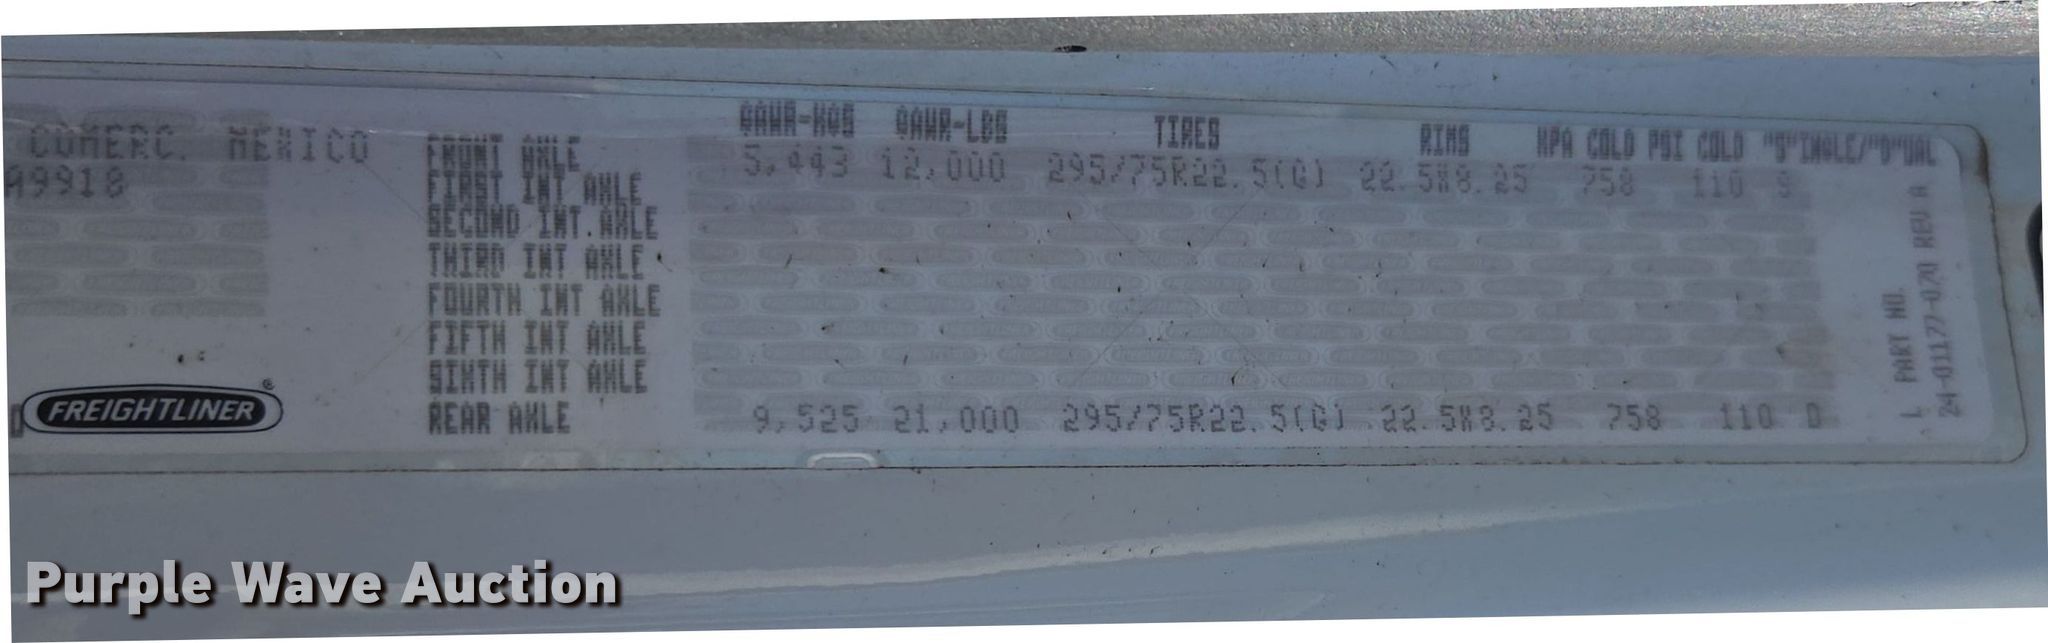 GAWR-KGS GAWR-LBS TIRES RIMS KPA COLD PSI COLD "S"INGLE/"D"UAL
COMERC. MEXICO
A9918
FRONT AXLE 5,443 12,000 295/75R22.5(G) 22.5X8.25 758 110 S
FIRST INT AXLE
SECOND INT.AXLE
THIRD INT AXLE
FOURTH INT AXLE
FIFTH INT AXLE
SIXTH INT AXLE
REAR AXLE 9,525 21,000 295/75R22.5(G) 22.5X8.25 758 110 D
D FREIGHTLINER®
L PART NO.
24-01177-020 REV A
Purple Wave Auction